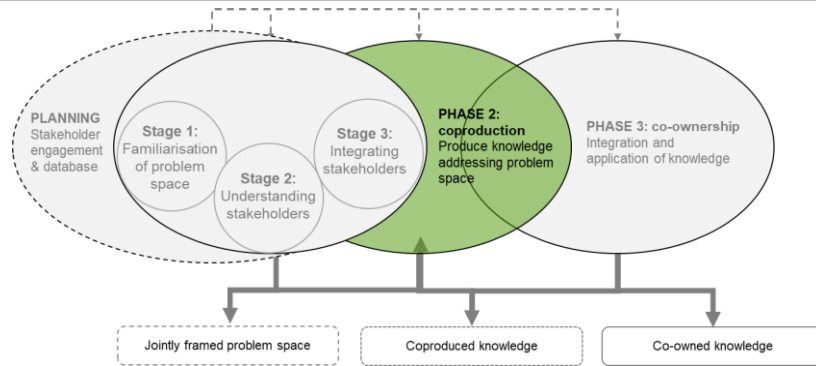 PLANNING
Stakeholder
engagement
& database
Stage 1:
Familiarisation
of problem
space
Stage 2:
Understanding
stakeholders
Stage 3:
Integrating
stakeholders
PHASE 2:
coproduction
Produce knowledge
addressing problem
space
PHASE 3: co-ownership
Integration and
application of knowledge
Jointly framed problem space
Coproduced knowledge
Co-owned knowledge